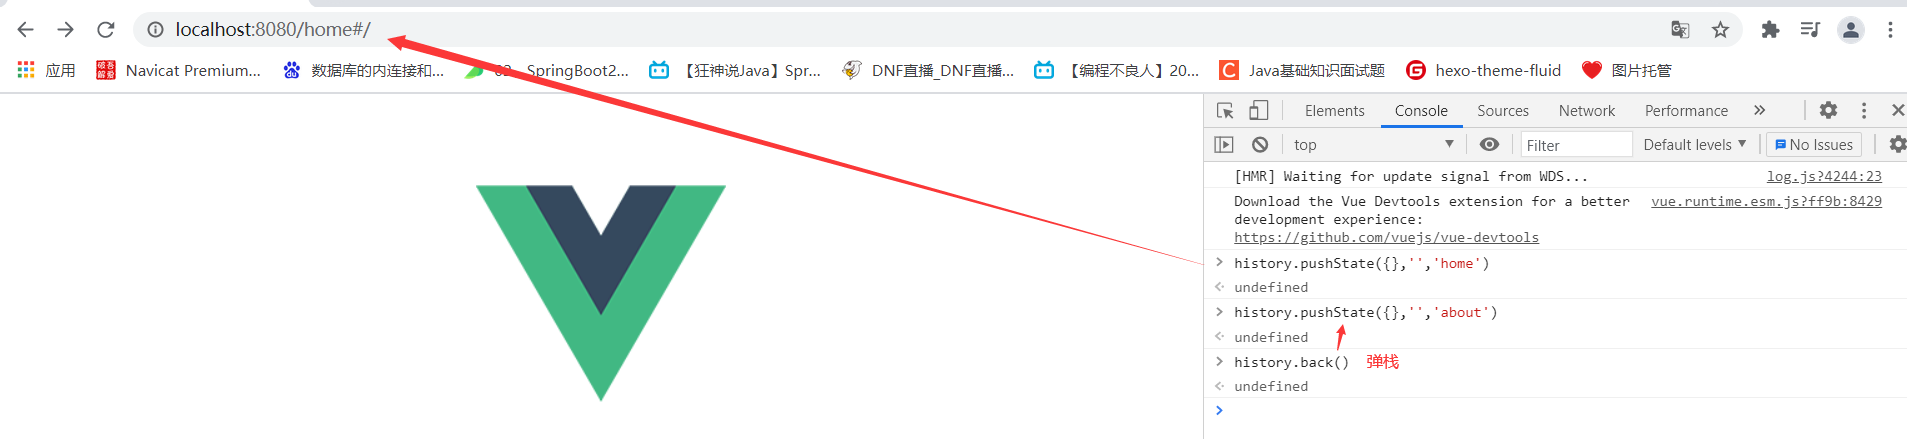 localhost:8080/home#/
应用 Navicat Premium... 数据库的内连接和... SpringBoot2... 【狂神说Java】Spr... DNF直播_DNF直播... 【编程不良人】20... Java基础知识面试题 hexo-theme-fluid 图片托管
Elements Console Sources Network Performance »
top Filter Default levels No Issues
[HMR] Waiting for update signal from WDS... log.js?4244:23
Download the Vue Devtools extension for a better vue.runtime.esm.js?ff9b:8429
development experience:
https://github.com/vuejs/vue-devtools
> history.pushState({},'','home')
undefined
> history.pushState({},'','about')
undefined
> history.back() 弹栈
undefined
>